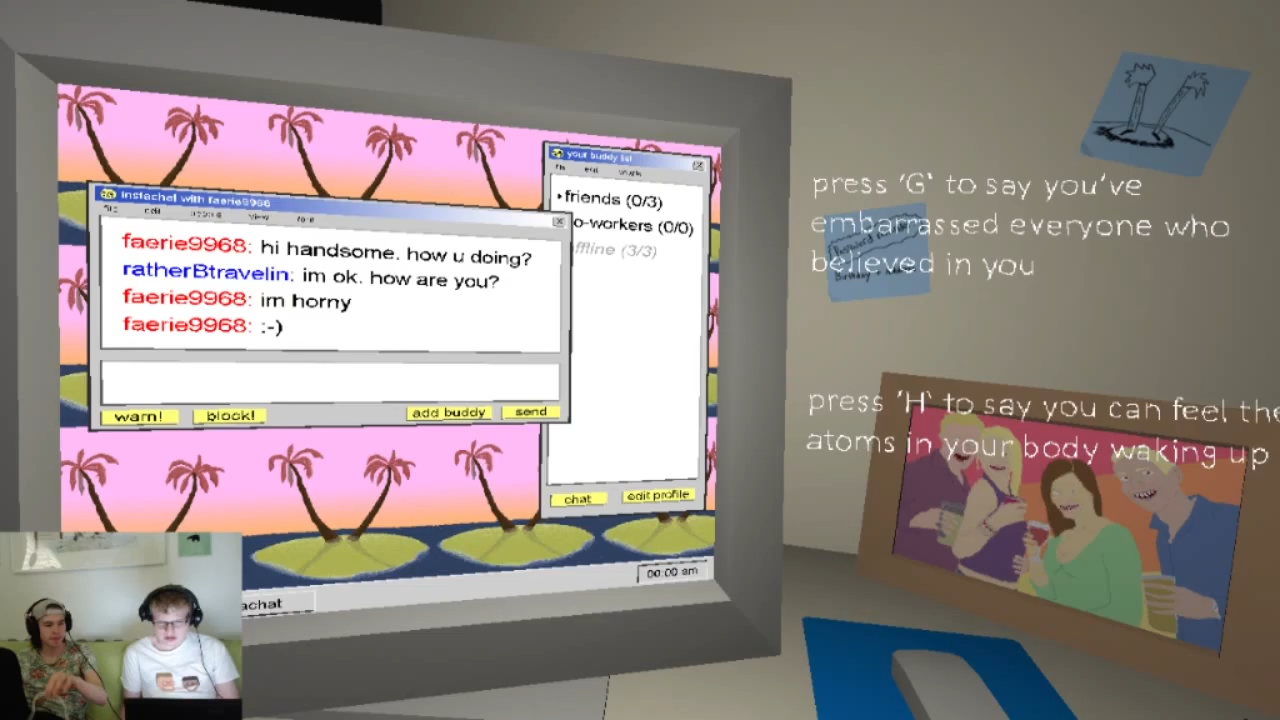 instachat with faerie9968
file edit view
faerie9968: hi handsome. how u doing?
ratherBtravelin: im ok. how are you?
faerie9968: im horny
faerie9968: :-)
warn! block! add buddy send
your buddy list
friends (0/3)
o-workers (0/0)
ffline (3/3)
chat edit profile
achat
00:00 am
press 'G' to say you've
embarrassed everyone who
believed in you
press 'H' to say you can feel the
atoms in your body waking up